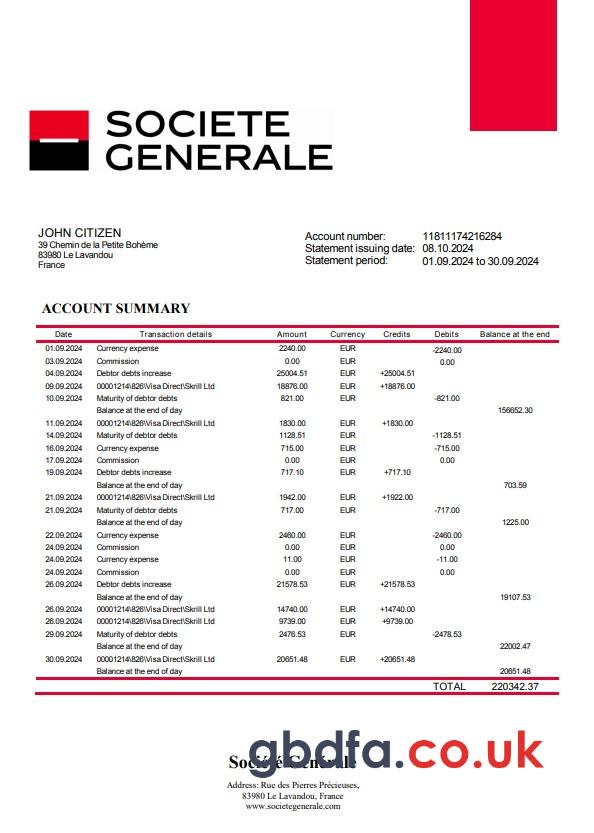 SOCIETE
GENERALE
JOHN CITIZEN
39 Chemin de la Petite Bohème
83980 Le Lavandou
France
Account number: 11811174216284
Statement issuing date: 08.10.2024
Statement period: 01.09.2024 to 30.09.2024
ACCOUNT SUMMARY
Date Transaction details Amount Currency Credits Debits Balance at the end
01.09.2024 Currency expense 2240.00 EUR -2240.00
03.09.2024 Commission 0.00 EUR 0.00
04.09.2024 Debtor debts increase 25004.51 EUR +25004.51
09.09.2024 00001214\826\Visa Direct\Skrill Ltd 18876.00 EUR +18876.00
10.09.2024 Maturity of debtor debts 821.00 EUR -821.00
Balance at the end of day 156652.30
11.09.2024 00001214\826\Visa Direct\Skrill Ltd 1830.00 EUR +1830.00
14.09.2024 Maturity of debtor debts 1128.51 EUR -1128.51
16.09.2024 Currency expense 715.00 EUR -715.00
17.09.2024 Commission 0.00 EUR 0.00
19.09.2024 Debtor debts increase 717.10 EUR +717.10
Balance at the end of day 703.59
21.09.2024 00001214\826\Visa Direct\Skrill Ltd 1942.00 EUR +1922.00
21.09.2024 Maturity of debtor debts 717.00 EUR -717.00
Balance at the end of day 1225.00
22.09.2024 Currency expense 2460.00 EUR -2460.00
24.09.2024 Commission 0.00 EUR 0.00
24.09.2024 Currency expense 11.00 EUR -11.00
24.09.2024 Commission 0.00 EUR 0.00
26.09.2024 Debtor debts increase 21578.53 EUR +21578.53
Balance at the end of day 19107.53
26.09.2024 00001214\826\Visa Direct\Skrill Ltd 14740.00 EUR +14740.00
26.09.2024 00001214\826\Visa Direct\Skrill Ltd 9739.00 EUR +9739.00
29.09.2024 Maturity of debtor debts 2476.53 EUR -2478.53
Balance at the end of day 22002.47
30.09.2024 00001214\826\Visa Direct\Skrill Ltd 20651.48 EUR +20651.48
Balance at the end of day 20651.48
TOTAL 220342.37
gbdfa.co.uk
Société Générale
Address: Rue des Pierres Précieuses,
83980 Le Lavandou, France
www.societegenerale.com